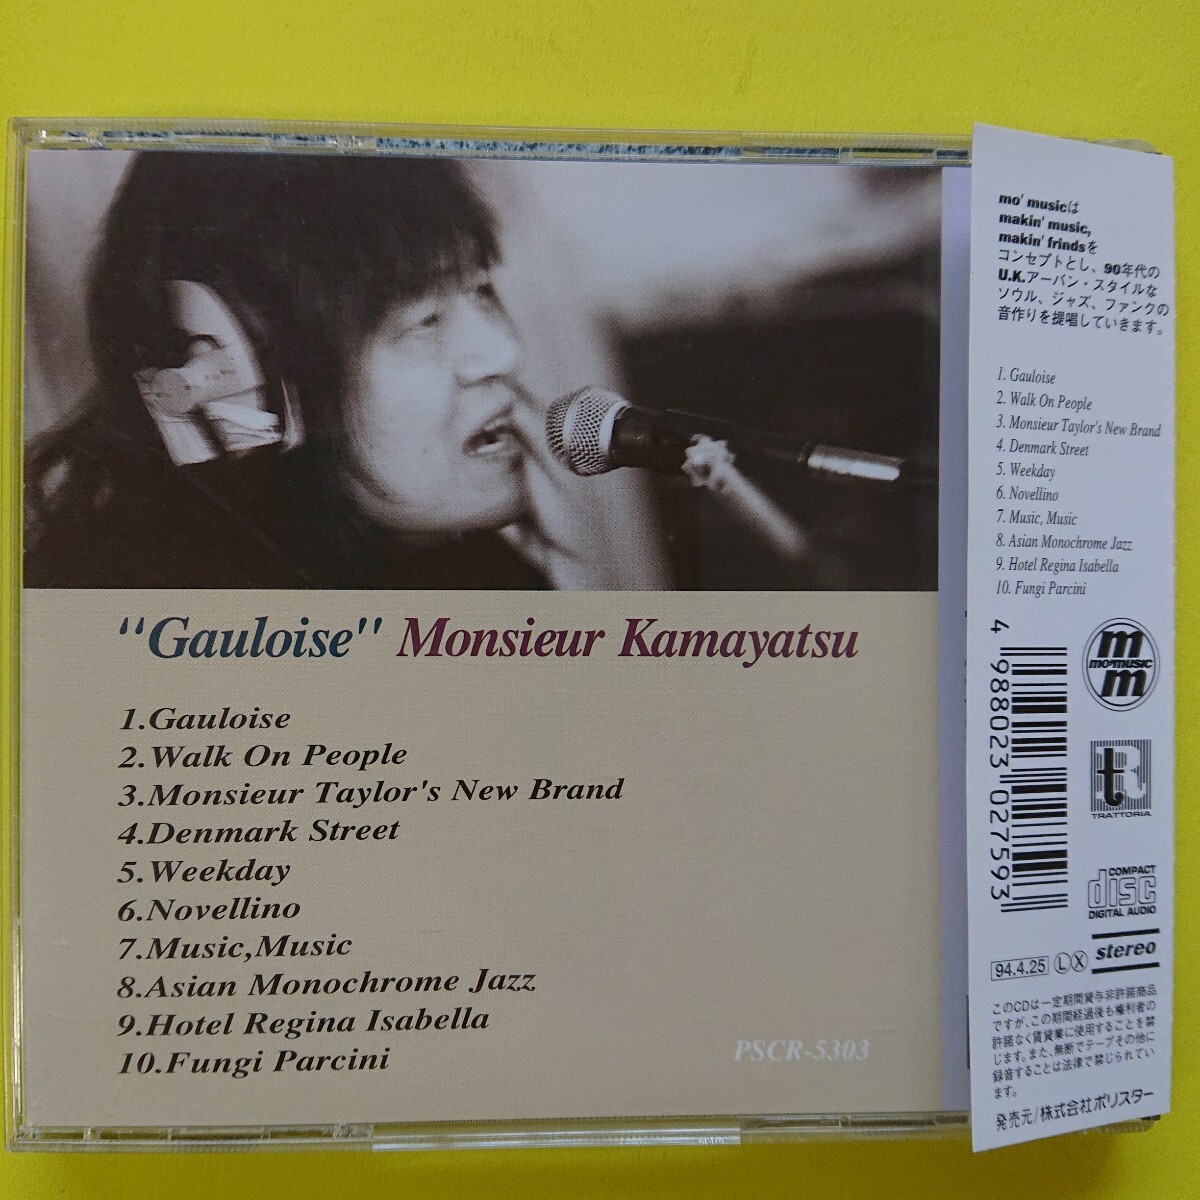 "Gauloise" Monsieur Kamayatsu
1.Gauloise
2.Walk On People
3.Monsieur Taylor's New Brand
4.Denmark Street
5.Weekday
6.Novellino
7.Music,Music
8.Asian Monochrome Jazz
9.Hotel Regina Isabella
10.Fungi Parcini
PSCR-5303
mo' musicは
makin' music,
makin' frindsを
コンセプトとし、90年代の
U.K.アーバン・スタイルな
ソウル、ジャズ、ファンクの
音作りを提唱していきます。
1. Gauloise
2. Walk On People
3. Monsieur Taylor's New Brand
4. Denmark Street
5. Weekday
6. Novellino
7. Music, Music
8. Asian Monochrome Jazz
9. Hotel Regina Isabella
10. Fungi Parcini
4 988023 027593
m
mo'music
m
tR
TRATTORIA
COMPACT
disc
DIGITAL AUDIO
stereo
94.4.25 L X
このCDは一定期間貸与非許諾商品
ですが、この期間経過後も権利者の
許諾なく賃貸業に使用することを禁
じます。また、無断でテープその他に
録音することは法律で禁じられてい
ます。
発売元/株式会社ポリスター